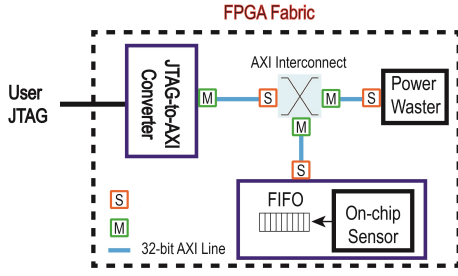 FPGA Fabric
User
JTAG
JTAG-to-AXI
Converter
AXI Interconnect
M
S
M
S
M
S
Power
Waster
FIFO
On-chip
Sensor
S
M
32-bit AXI Line